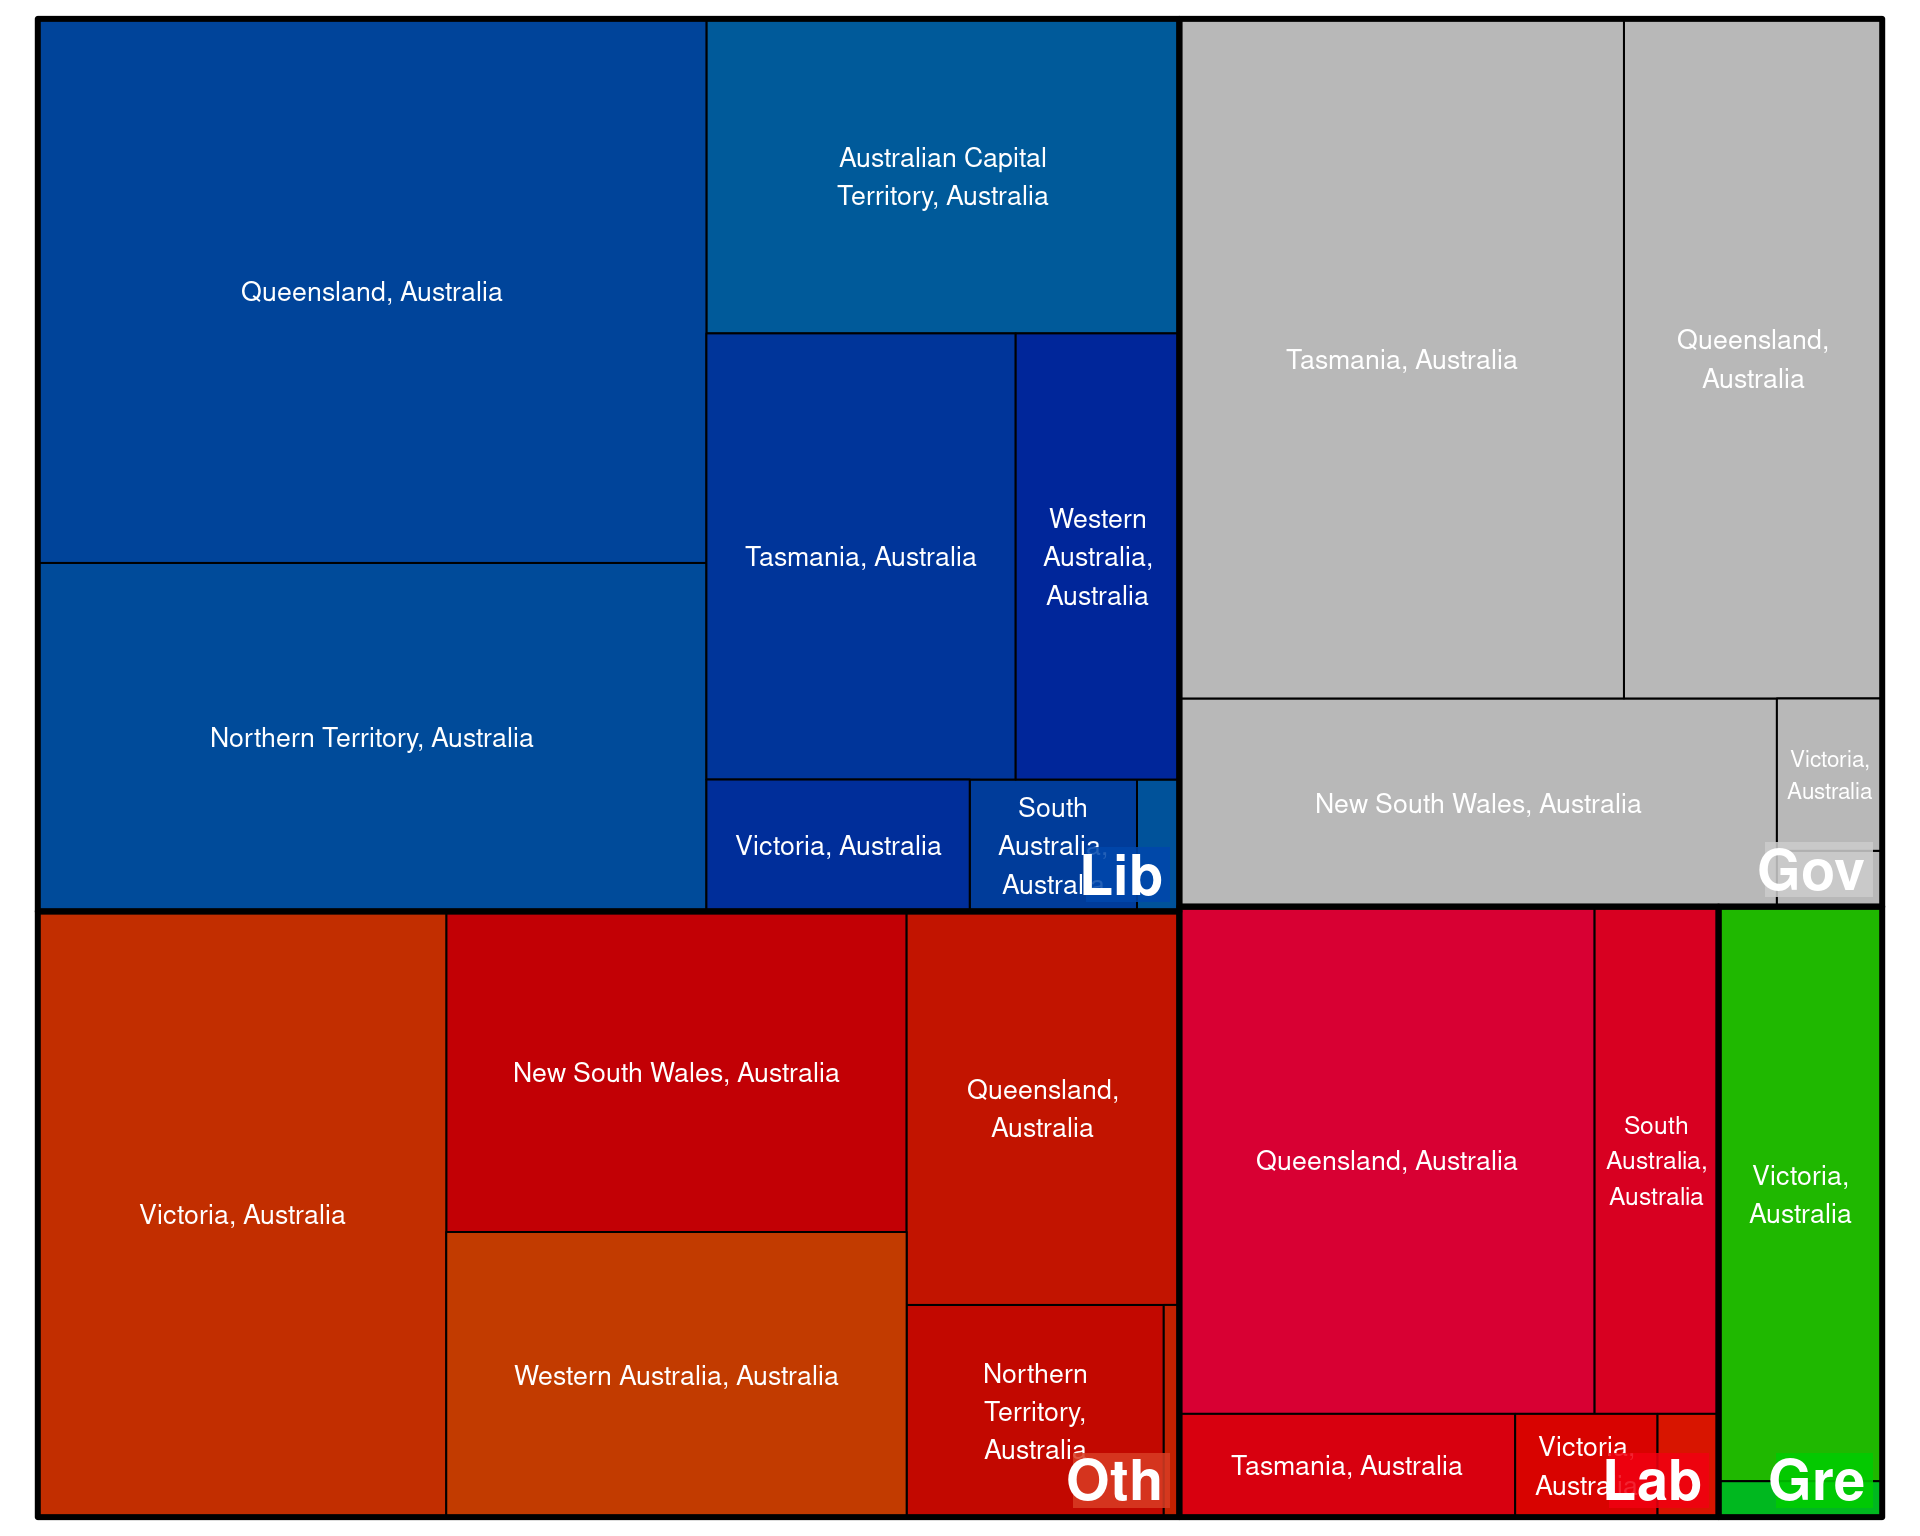 Queensland, Australia
Northern Territory, Australia
Australian Capital
Territory, Australia
Tasmania, Australia
Western
Australia,
Australia
Victoria, Australia
South
Australia,
Australia
Lib
Tasmania, Australia
Queensland,
Australia
New South Wales, Australia
Victoria,
Australia
Gov
Victoria, Australia
New South Wales, Australia
Western Australia, Australia
Queensland,
Australia
Northern
Territory,
Australia
Oth
Queensland, Australia
South
Australia,
Australia
Tasmania, Australia
Victoria,
Australia
Lab
Victoria,
Australia
Gre